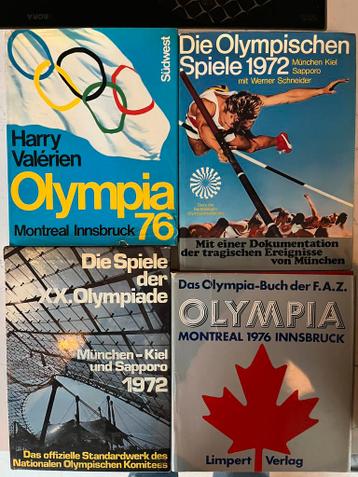 Südwest
Harry
Valérien
Olympia
Montreal Innsbruck 76
Die Olympischen
Spiele 1972 München Kiel
Sapporo
mit Werner Schneider
Mit einer Dokumentation
der tragischen Ereignisse
von München
Die Spiele
der
XX. Olympiade
München-Kiel
und Sapporo
1972
Das offizielle Standardwerk des
Nationalen Olympischen Komitees
Das Olympia-Buch der F.A.Z.
OLYMPIA
MONTREAL 1976 INNSBRUCK
Limpert Verlag